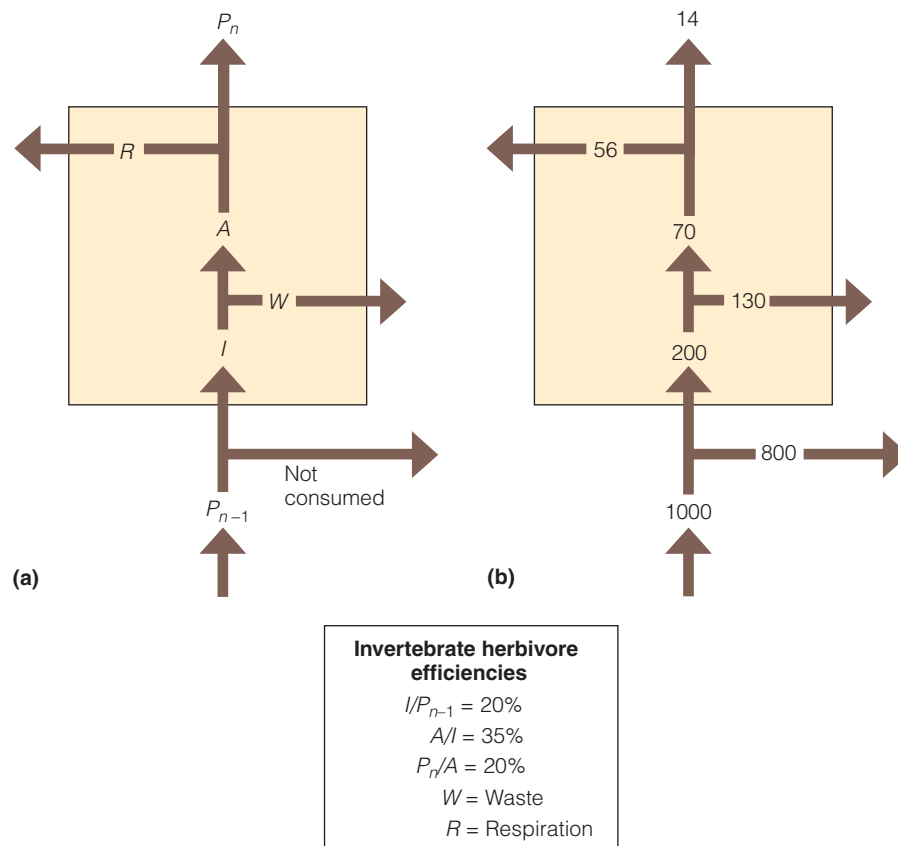 Pn
R
A
W
I
Not
consumed
Pn–1
(a)
14
56
70
130
200
800
1000
(b)
Invertebrate herbivore
efficiencies
I/Pn–1 = 20%
A/I = 35%
Pn/A = 20%
W = Waste
R = Respiration